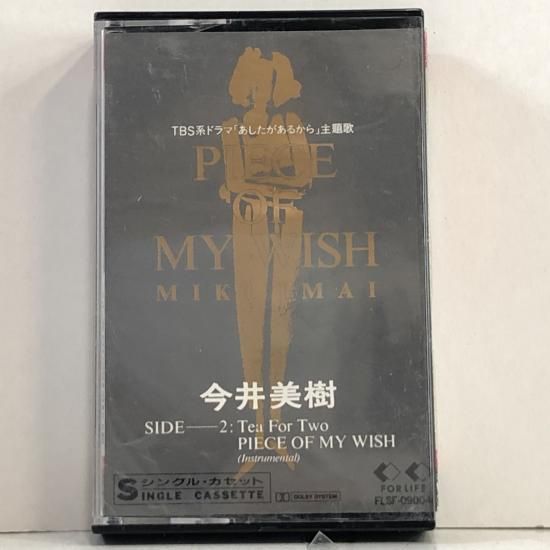 TBS系ドラマ「あしたがあるから」主題歌
PIECE
OF
MY WISH
MIKI IMAI
今井美樹
SIDE——2: Tea For Two
PIECE OF MY WISH
(Instrumental)
シングル・カセット
SINGLE CASSETTE
DOLBY SYSTEM
FOR LIFE
FLSF-0900